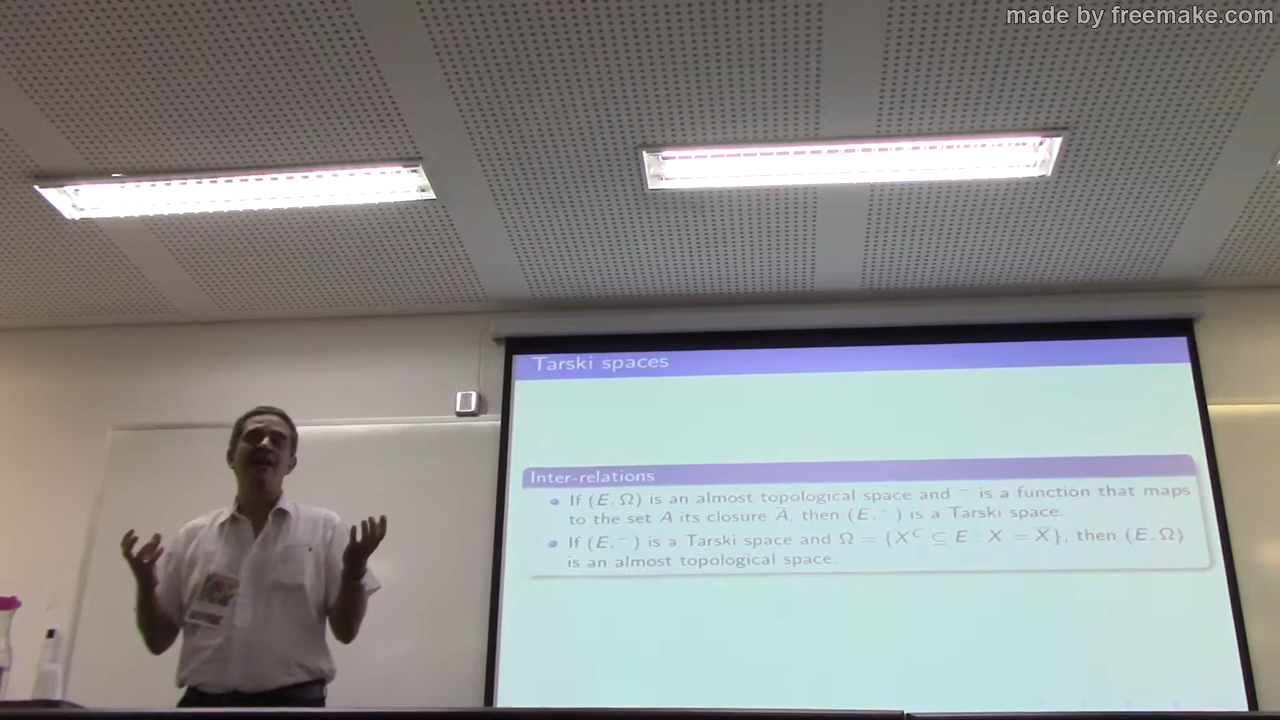 made by freemake.com
Tarski spaces
Inter-relations
If (E, Ω) is an almost topological space and ¯ is a function that maps
to the set A its closure A̅, then (E, ¯) is a Tarski space.
If (E, ¯) is a Tarski space and Ω = {X^C ⊆ E : X = X̅}, then (E, Ω)
is an almost topological space.